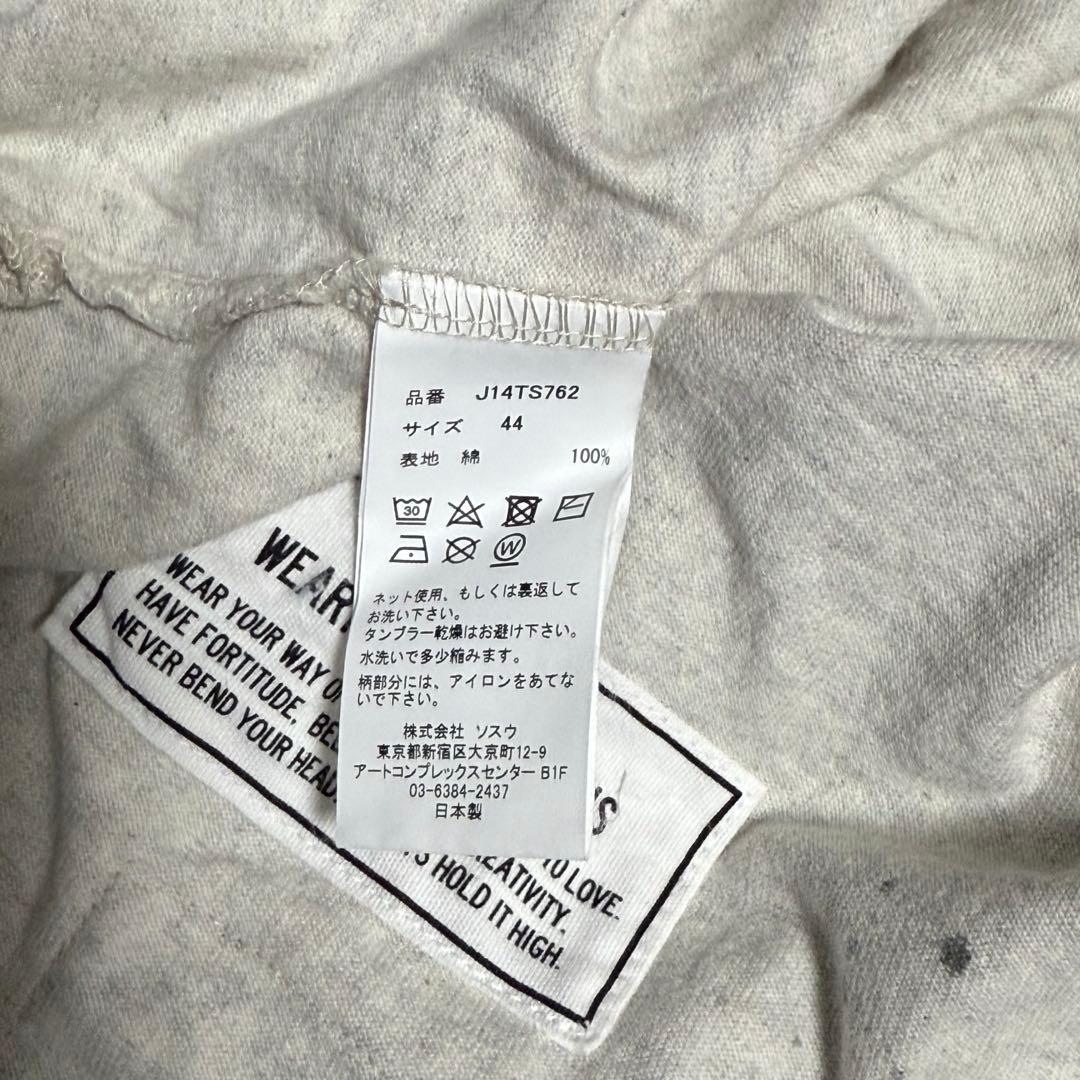 品番 J14TS762
サイズ 44
表地 綿 100%
30
W
ネット使用、もしくは裏返して
お洗い下さい。
タンブラー乾燥はお避け下さい。
水洗いで多少縮みます。
柄部分には、アイロンをあてな
いで下さい。
株式会社 ソスウ
東京都新宿区大京町12-9
アートコンプレックスセンター B1F
03-6384-2437
日本製
WEAR YOUR WAY
TO LOVE.
HAVE FORTITUDE,
NEVER BEND YOUR HEAD.
HOLD IT HIGH.